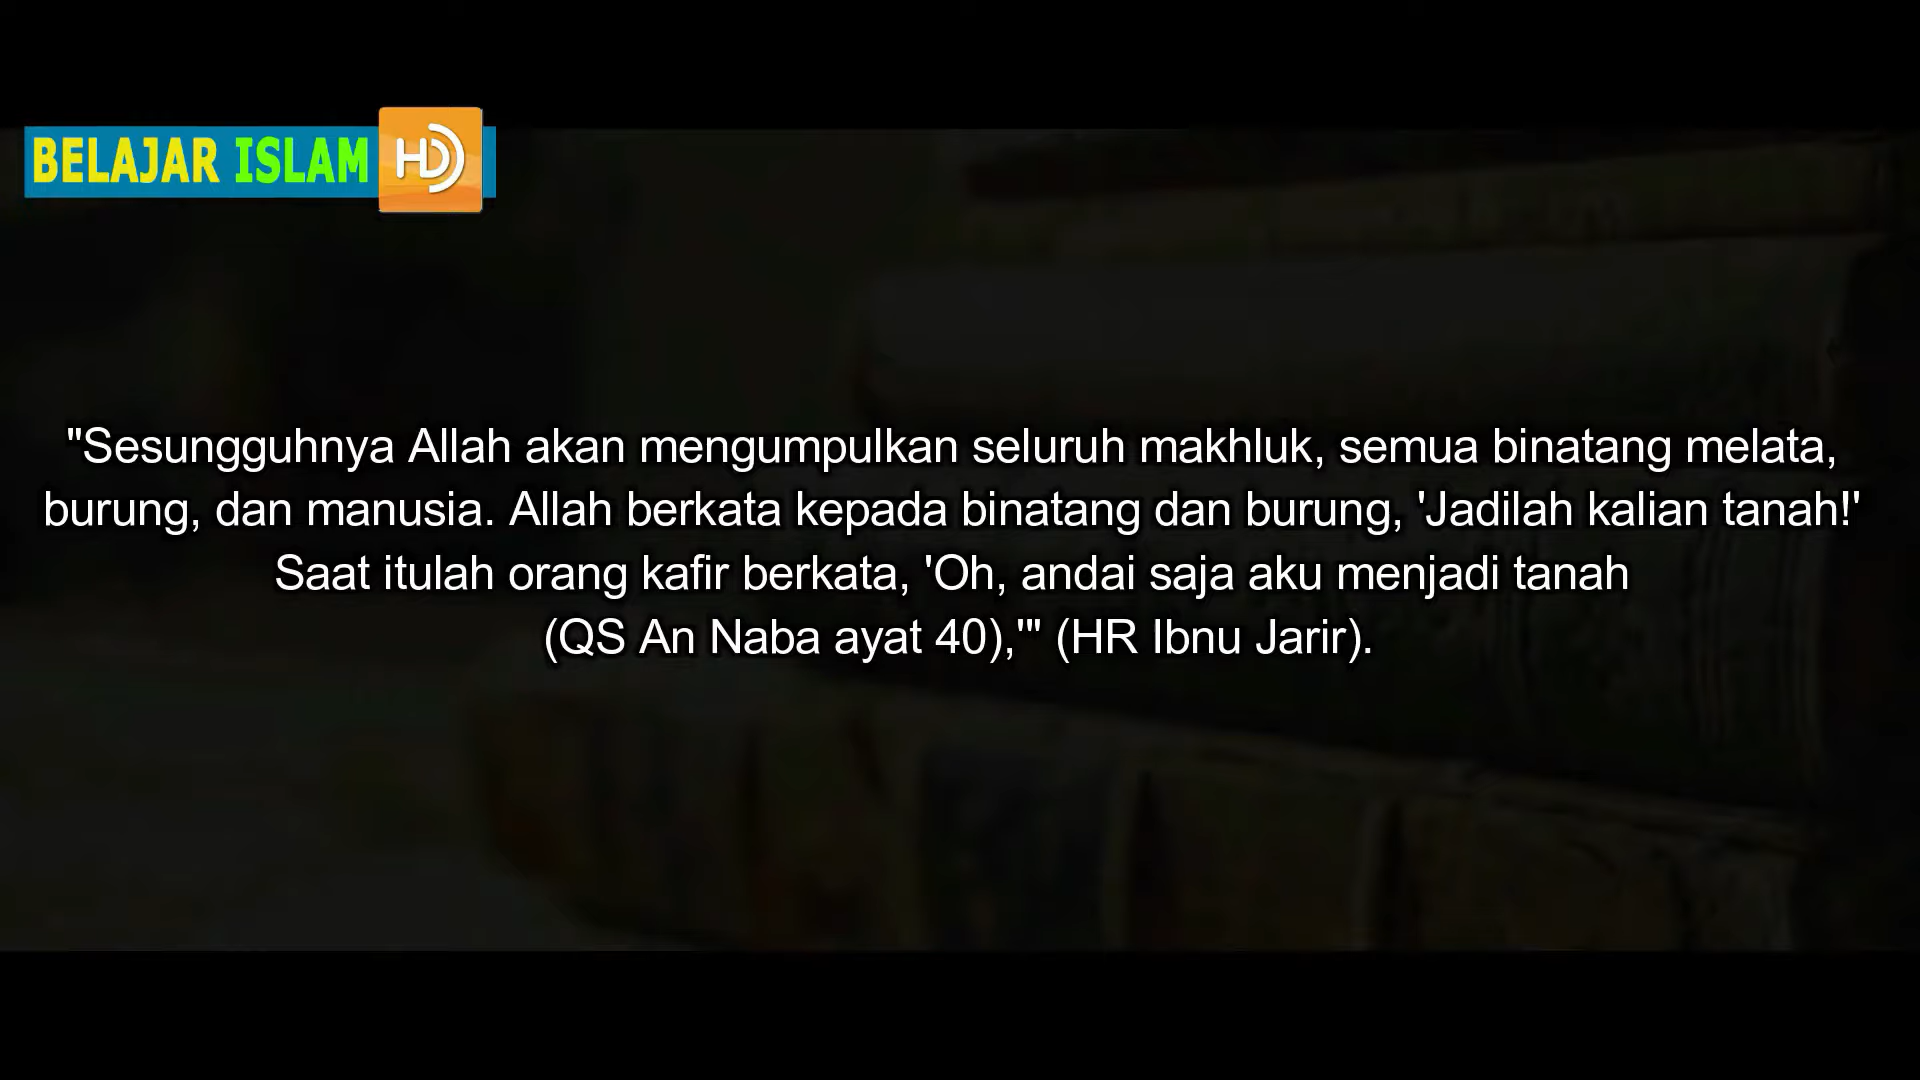 BELAJAR ISLAM HD
"Sesungguhnya Allah akan mengumpulkan seluruh makhluk, semua binatang melata,
burung, dan manusia. Allah berkata kepada binatang dan burung, 'Jadilah kalian tanah!'
Saat itulah orang kafir berkata, 'Oh, andai saja aku menjadi tanah
(QS An Naba ayat 40),'" (HR Ibnu Jarir).